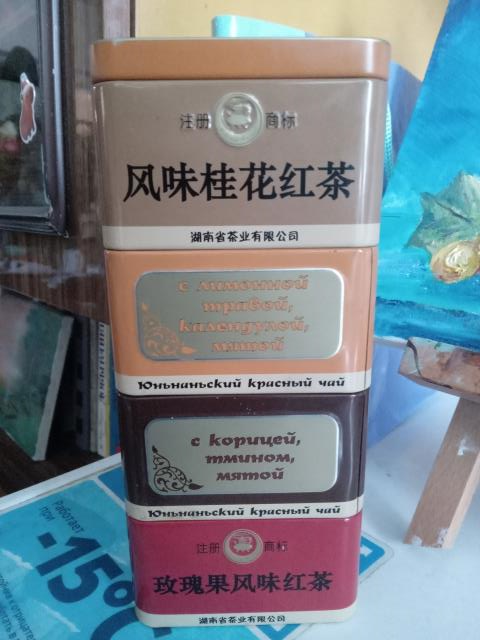 注册 商标
风味桂花红茶
湖南省茶业有限公司
с лимонной
травой,
календулой,
мятой
Юньнаньский красный чай
с корицей,
тмином,
мятой
Юньнаньский красный чай
注册 商标
玫瑰果风味红茶
湖南省茶业有限公司
Работает
при
-15°C